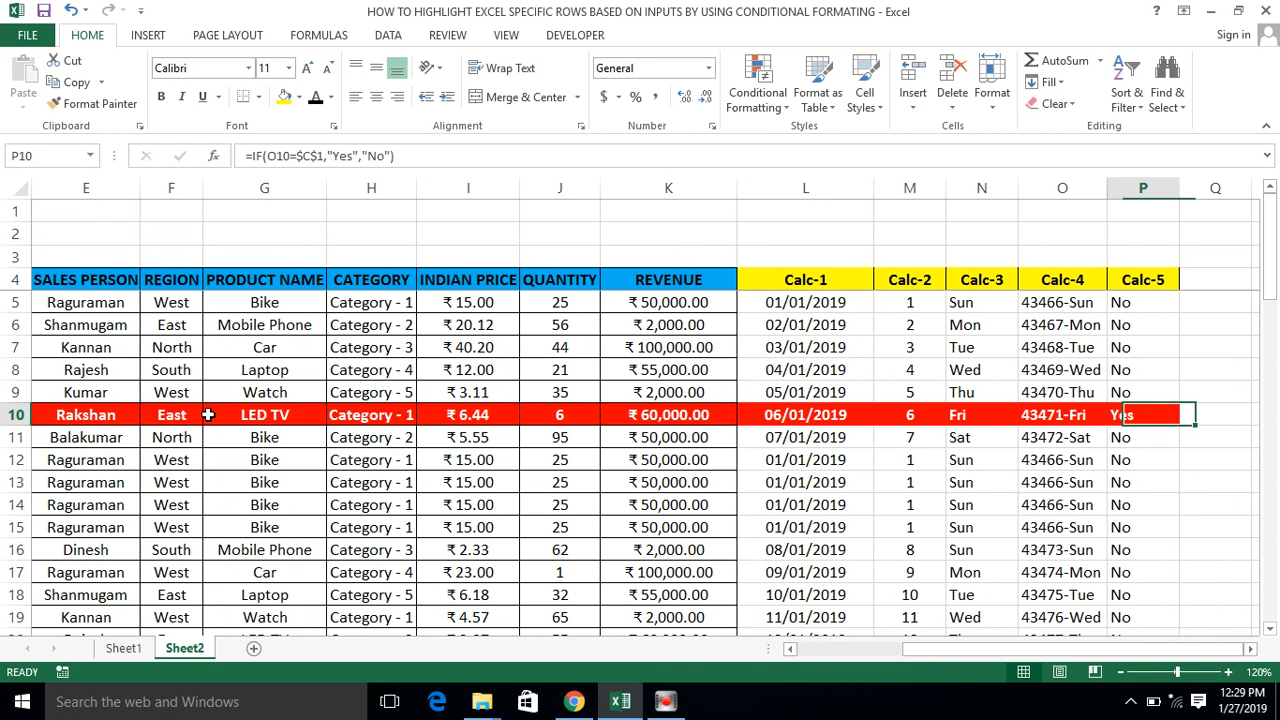 HOW TO HIGHLIGHT EXCEL SPECIFIC ROWS BASED ON INPUTS BY USING CONDITIONAL FORMATING - Excel
FILE HOME INSERT PAGE LAYOUT FORMULAS DATA REVIEW VIEW DEVELOPER Sign in
Paste Cut Copy Format Painter Clipboard
Calibri 11 B I U A Font
Wrap Text Merge & Center Alignment
General $ % , Number
Conditional Formatting Format as Table Cell Styles Styles
Insert Delete Format Cells
AutoSum Fill Clear Sort & Filter Find & Select Editing
P10 fx =IF(O10=$C$1,"Yes","No")
E F G H I J K L M N O P Q
1
2
3
4 SALES PERSON REGION PRODUCT NAME CATEGORY INDIAN PRICE QUANTITY REVENUE Calc-1 Calc-2 Calc-3 Calc-4 Calc-5
5 Raguraman West Bike Category - 1 ₹ 15.00 25 ₹ 50,000.00 01/01/2019 1 Sun 43466-Sun No
6 Shanmugam East Mobile Phone Category - 2 ₹ 20.12 56 ₹ 2,000.00 02/01/2019 2 Mon 43467-Mon No
7 Kannan North Car Category - 3 ₹ 40.20 44 ₹ 100,000.00 03/01/2019 3 Tue 43468-Tue No
8 Rajesh South Laptop Category - 4 ₹ 12.00 21 ₹ 55,000.00 04/01/2019 4 Wed 43469-Wed No
9 Kumar West Watch Category - 5 ₹ 3.11 35 ₹ 2,000.00 05/01/2019 5 Thu 43470-Thu No
10 Rakshan East LED TV Category - 1 ₹ 6.44 6 ₹ 60,000.00 06/01/2019 6 Fri 43471-Fri Yes
11 Balakumar North Bike Category - 2 ₹ 5.55 95 ₹ 50,000.00 07/01/2019 7 Sat 43472-Sat No
12 Raguraman West Bike Category - 1 ₹ 15.00 25 ₹ 50,000.00 01/01/2019 1 Sun 43466-Sun No
13 Raguraman West Bike Category - 1 ₹ 15.00 25 ₹ 50,000.00 01/01/2019 1 Sun 43466-Sun No
14 Raguraman West Bike Category - 1 ₹ 15.00 25 ₹ 50,000.00 01/01/2019 1 Sun 43466-Sun No
15 Raguraman West Bike Category - 1 ₹ 15.00 25 ₹ 50,000.00 01/01/2019 1 Sun 43466-Sun No
16 Dinesh South Mobile Phone Category - 3 ₹ 2.33 62 ₹ 2,000.00 08/01/2019 8 Sun 43473-Sun No
17 Raguraman West Car Category - 4 ₹ 23.00 1 ₹ 100,000.00 09/01/2019 9 Mon 43474-Mon No
18 Shanmugam East Laptop Category - 5 ₹ 6.18 32 ₹ 55,000.00 10/01/2019 10 Tue 43475-Tue No
19 Kannan West Watch Category - 1 ₹ 4.57 65 ₹ 2,000.00 11/01/2019 11 Wed 43476-Wed No
Sheet1 Sheet2
READY 120%
Search the web and Windows
12:29 PM
1/27/2019